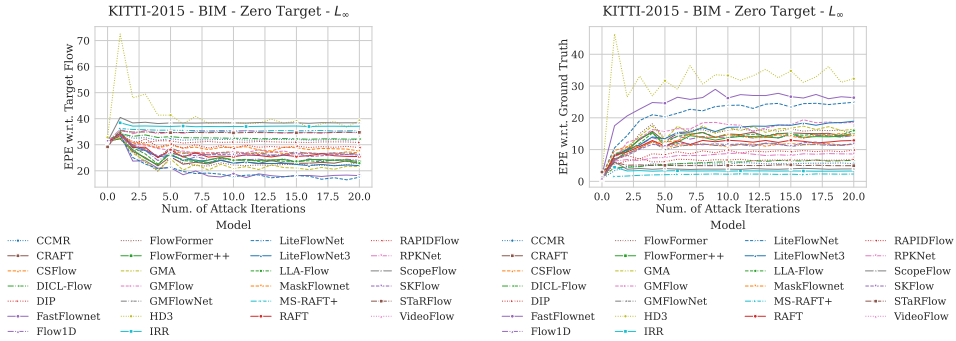 KITTI-2015 - BIM - Zero Target - L∞
EPE w.r.t. Target Flow
70
60
50
40
30
20
0.0 2.5 5.0 7.5 10.0 12.5 15.0 17.5 20.0
Num. of Attack Iterations
Model
CCMR FlowFormer LiteFlowNet RAPIDFlow
CRAFT FlowFormer++ LiteFlowNet3 RPKNet
CSFlow GMA LLA-Flow ScopeFlow
DICL-Flow GMFlow MaskFlownet SKFlow
DIP GMFlowNet MS-RAFT+ STaRFlow
FastFlownet HD3 RAFT VideoFlow
Flow1D IRR
KITTI-2015 - BIM - Zero Target - L∞
EPE w.r.t. Ground Truth
40
30
20
10
0
0.0 2.5 5.0 7.5 10.0 12.5 15.0 17.5 20.0
Num. of Attack Iterations
Model
CCMR FlowFormer LiteFlowNet RAPIDFlow
CRAFT FlowFormer++ LiteFlowNet3 RPKNet
CSFlow GMA LLA-Flow ScopeFlow
DICL-Flow GMFlow MaskFlownet SKFlow
DIP GMFlowNet MS-RAFT+ STaRFlow
FastFlownet HD3 RAFT VideoFlow
Flow1D IRR